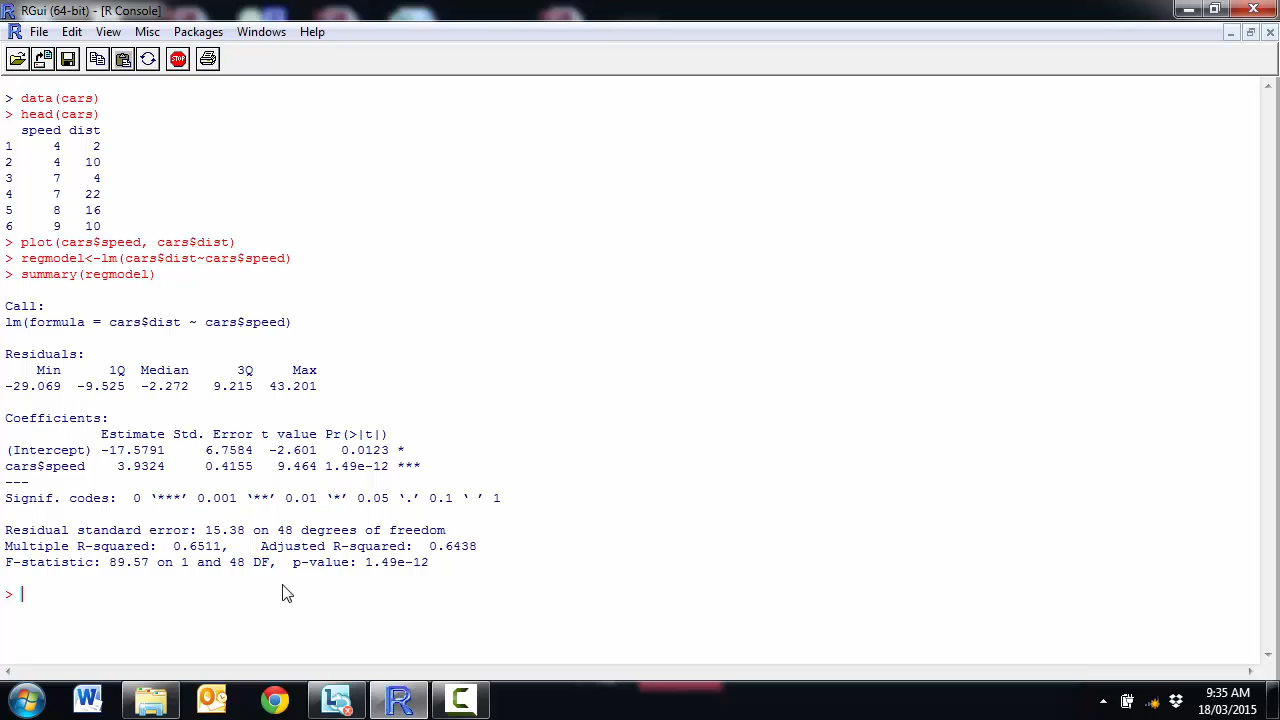 RGui (64-bit) - [R Console]
File Edit View Misc Packages Windows Help
STOP
> data(cars)
> head(cars)
  speed dist
1     4    2
2     4   10
3     7    4
4     7   22
5     8   16
6     9   10
> plot(cars$speed, cars$dist)
> regmodel<-lm(cars$dist~cars$speed)
> summary(regmodel)
Call:
lm(formula = cars$dist ~ cars$speed)
Residuals:
    Min      1Q  Median      3Q     Max
-29.069  -9.525  -2.272   9.215  43.201
Coefficients:
            Estimate Std. Error t value Pr(>|t|)
(Intercept) -17.5791     6.7584  -2.601   0.0123 *
cars$speed    3.9324     0.4155   9.464 1.49e-12 ***
---
Signif. codes:  0 ‘***’ 0.001 ‘**’ 0.01 ‘*’ 0.05 ‘.’ 0.1 ‘ ’ 1
Residual standard error: 15.38 on 48 degrees of freedom
Multiple R-squared:  0.6511,    Adjusted R-squared:  0.6438
F-statistic: 89.57 on 1 and 48 DF,  p-value: 1.49e-12
>
9:35 AM
18/03/2015